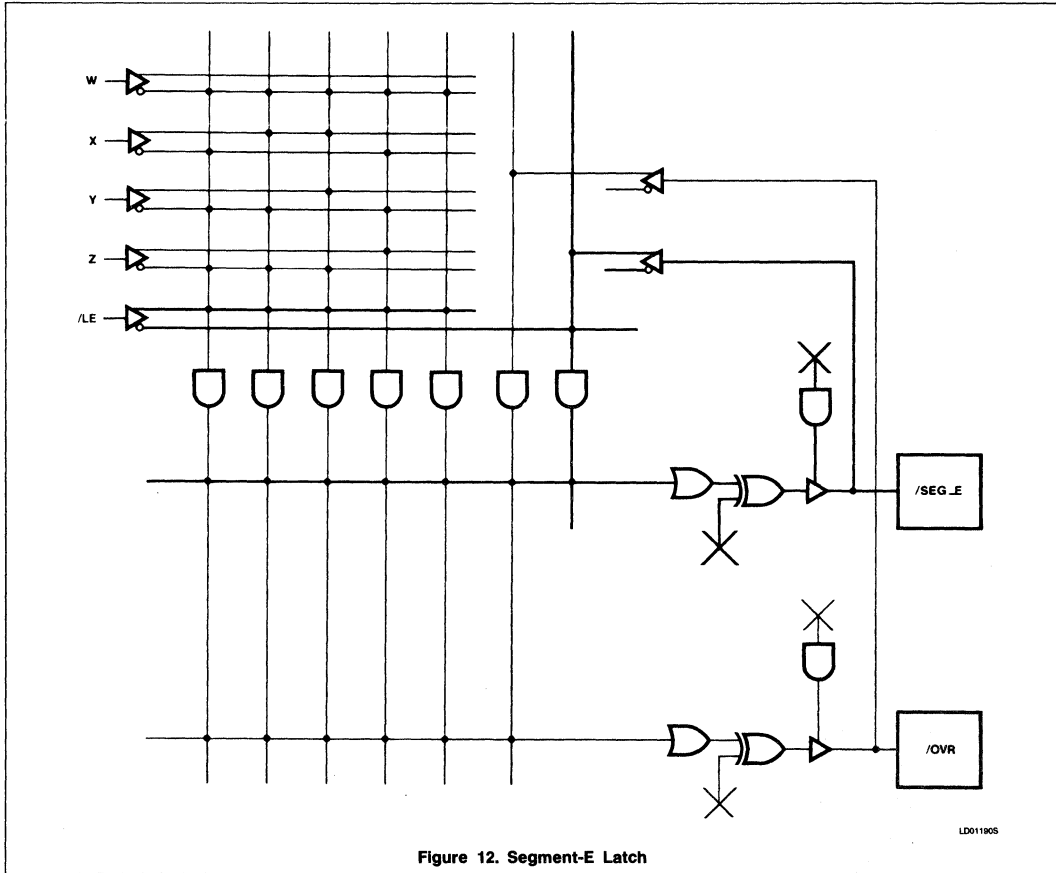 W
X
Y
Z
/LE
/SEG_E
/OVR
LD01190S
Figure 12. Segment-E Latch